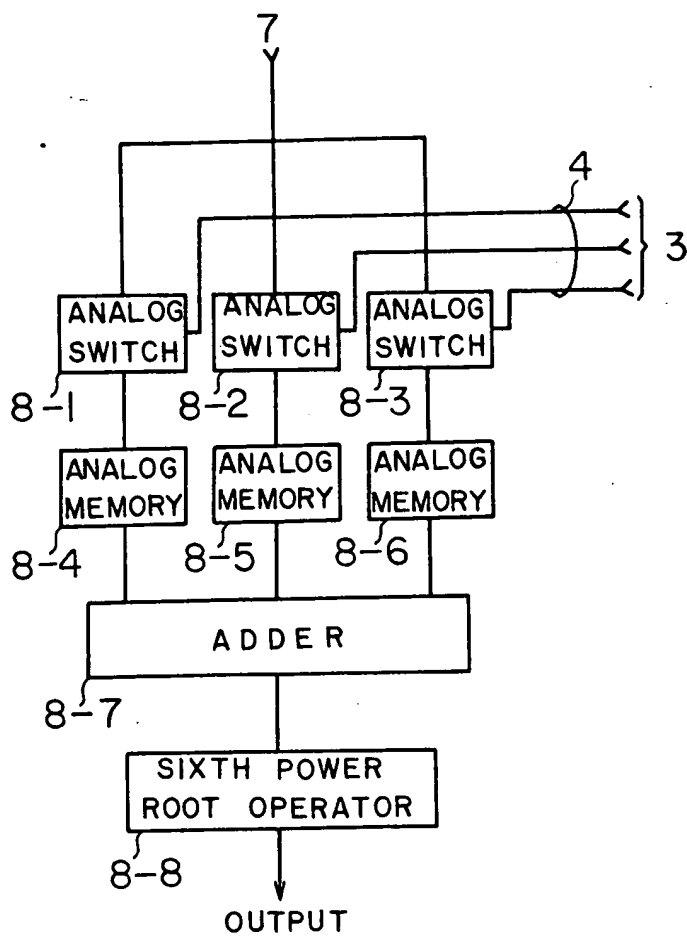 7
4
3
ANALOG
SWITCH
8-1
ANALOG
SWITCH
8-2
ANALOG
SWITCH
8-3
ANALOG
MEMORY
8-4
ANALOG
MEMORY
8-5
ANALOG
MEMORY
8-6
ADDER
8-7
SIXTH POWER
ROOT OPERATOR
8-8
OUTPUT